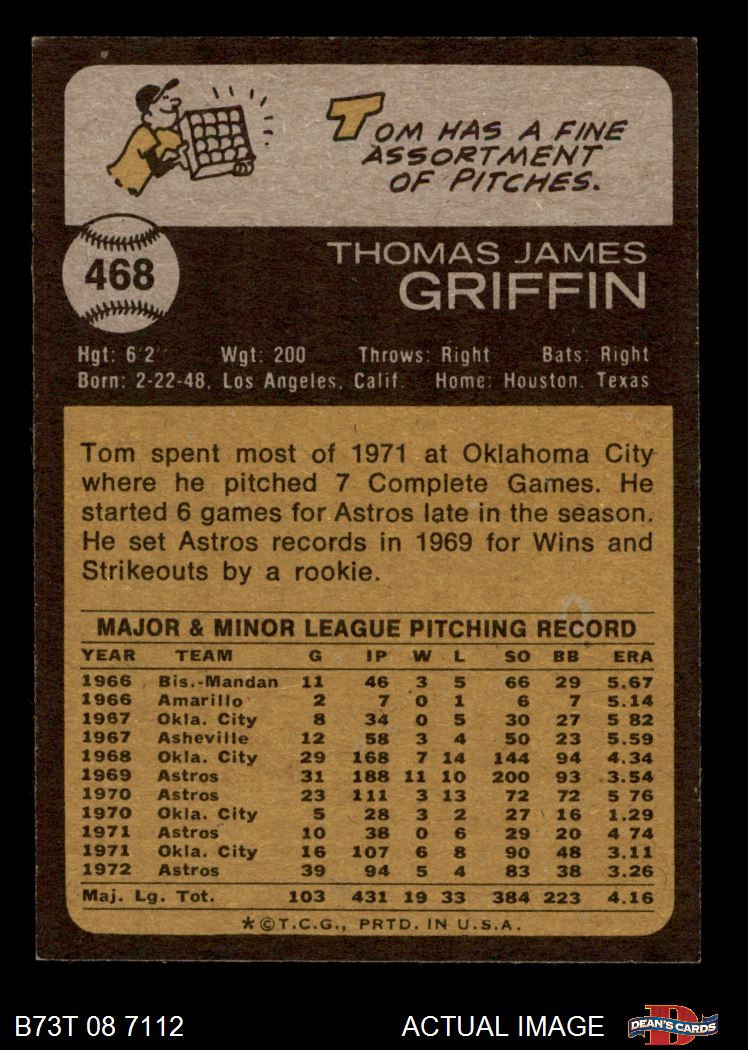 TOM HAS A FINE
ASSORTMENT
OF PITCHES.
468
THOMAS JAMES
GRIFFIN
Hgt: 6'2" Wgt: 200 Throws: Right Bats: Right
Born: 2-22-48, Los Angeles, Calif. Home: Houston, Texas
Tom spent most of 1971 at Oklahoma City
where he pitched 7 Complete Games. He
started 6 games for Astros late in the season.
He set Astros records in 1969 for Wins and
Strikeouts by a rookie.
MAJOR & MINOR LEAGUE PITCHING RECORD
YEAR TEAM G IP W L SO BB ERA
1966 Bis.-Mandan 11 46 3 5 66 29 5.67
1966 Amarillo 2 7 0 1 6 7 5.14
1967 Okla. City 8 34 0 5 30 27 5 82
1967 Asheville 12 58 3 4 50 23 5.59
1968 Okla. City 29 168 7 14 144 94 4.34
1969 Astros 31 188 11 10 200 93 3.54
1970 Astros 23 111 3 13 72 72 5 76
1970 Okla. City 5 28 3 2 27 16 1.29
1971 Astros 10 38 0 6 29 20 4 74
1971 Okla. City 16 107 6 8 90 48 3.11
1972 Astros 39 94 5 4 83 38 3.26
Maj. Lg. Tot. 103 431 19 33 384 223 4.16
*©T.C.G., PRTD. IN U.S.A.
B73T 08 7112 ACTUAL IMAGE D DEAN'S CARDS